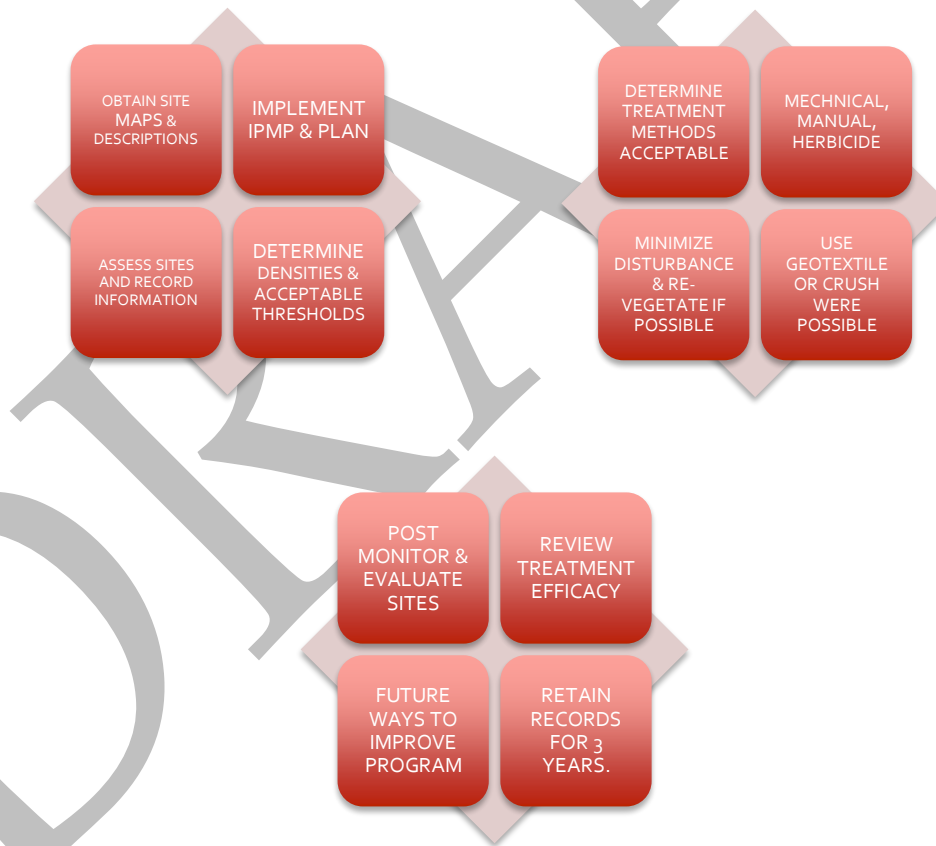 OBTAIN SITE
MAPS &
DESCRIPTIONS
IMPLEMENT
IPMP & PLAN
ASSESS SITES
AND RECORD
INFORMATION
DETERMINE
DENSITIES &
ACCEPTABLE
THRESHOLDS
DETERMINE
TREATMENT
METHODS
ACCEPTABLE
MECHNICAL,
MANUAL,
HERBICIDE
MINIMIZE
DISTURBANCE
& RE-
VEGETATE IF
POSSIBLE
USE
GEOTEXTILE
OR CRUSH
WERE
POSSIBLE
POST
MONITOR &
EVALUATE
SITES
REVIEW
TREATMENT
EFFICACY
FUTURE
WAYS TO
IMPROVE
PROGRAM
RETAIN
RECORDS
FOR 3
YEARS.